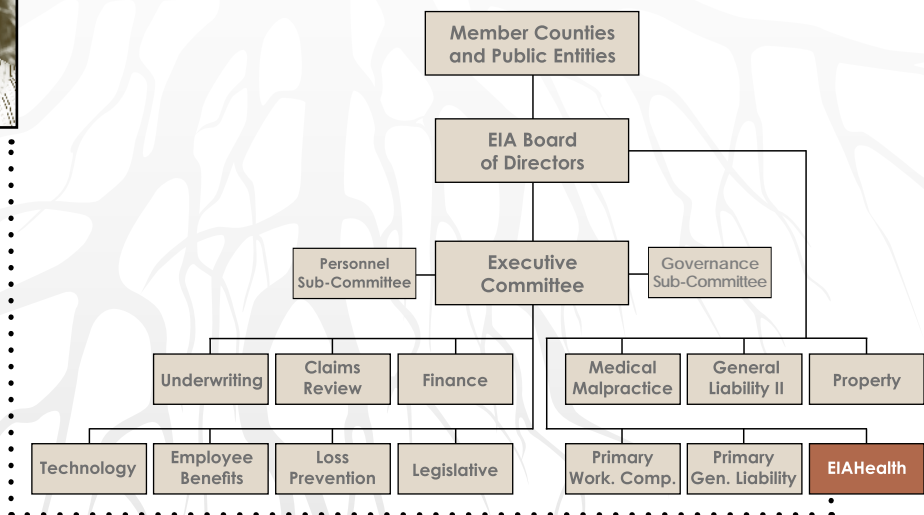 Member Counties
and Public Entities
EIA Board
of Directors
Personnel
Sub-Committee
Executive
Committee
Governance
Sub-Committee
Underwriting
Claims
Review
Finance
Medical
Malpractice
General
Liability II
Property
Technology
Employee
Benefits
Loss
Prevention
Legislative
Primary
Work. Comp.
Primary
Gen. Liability
EIAHealth